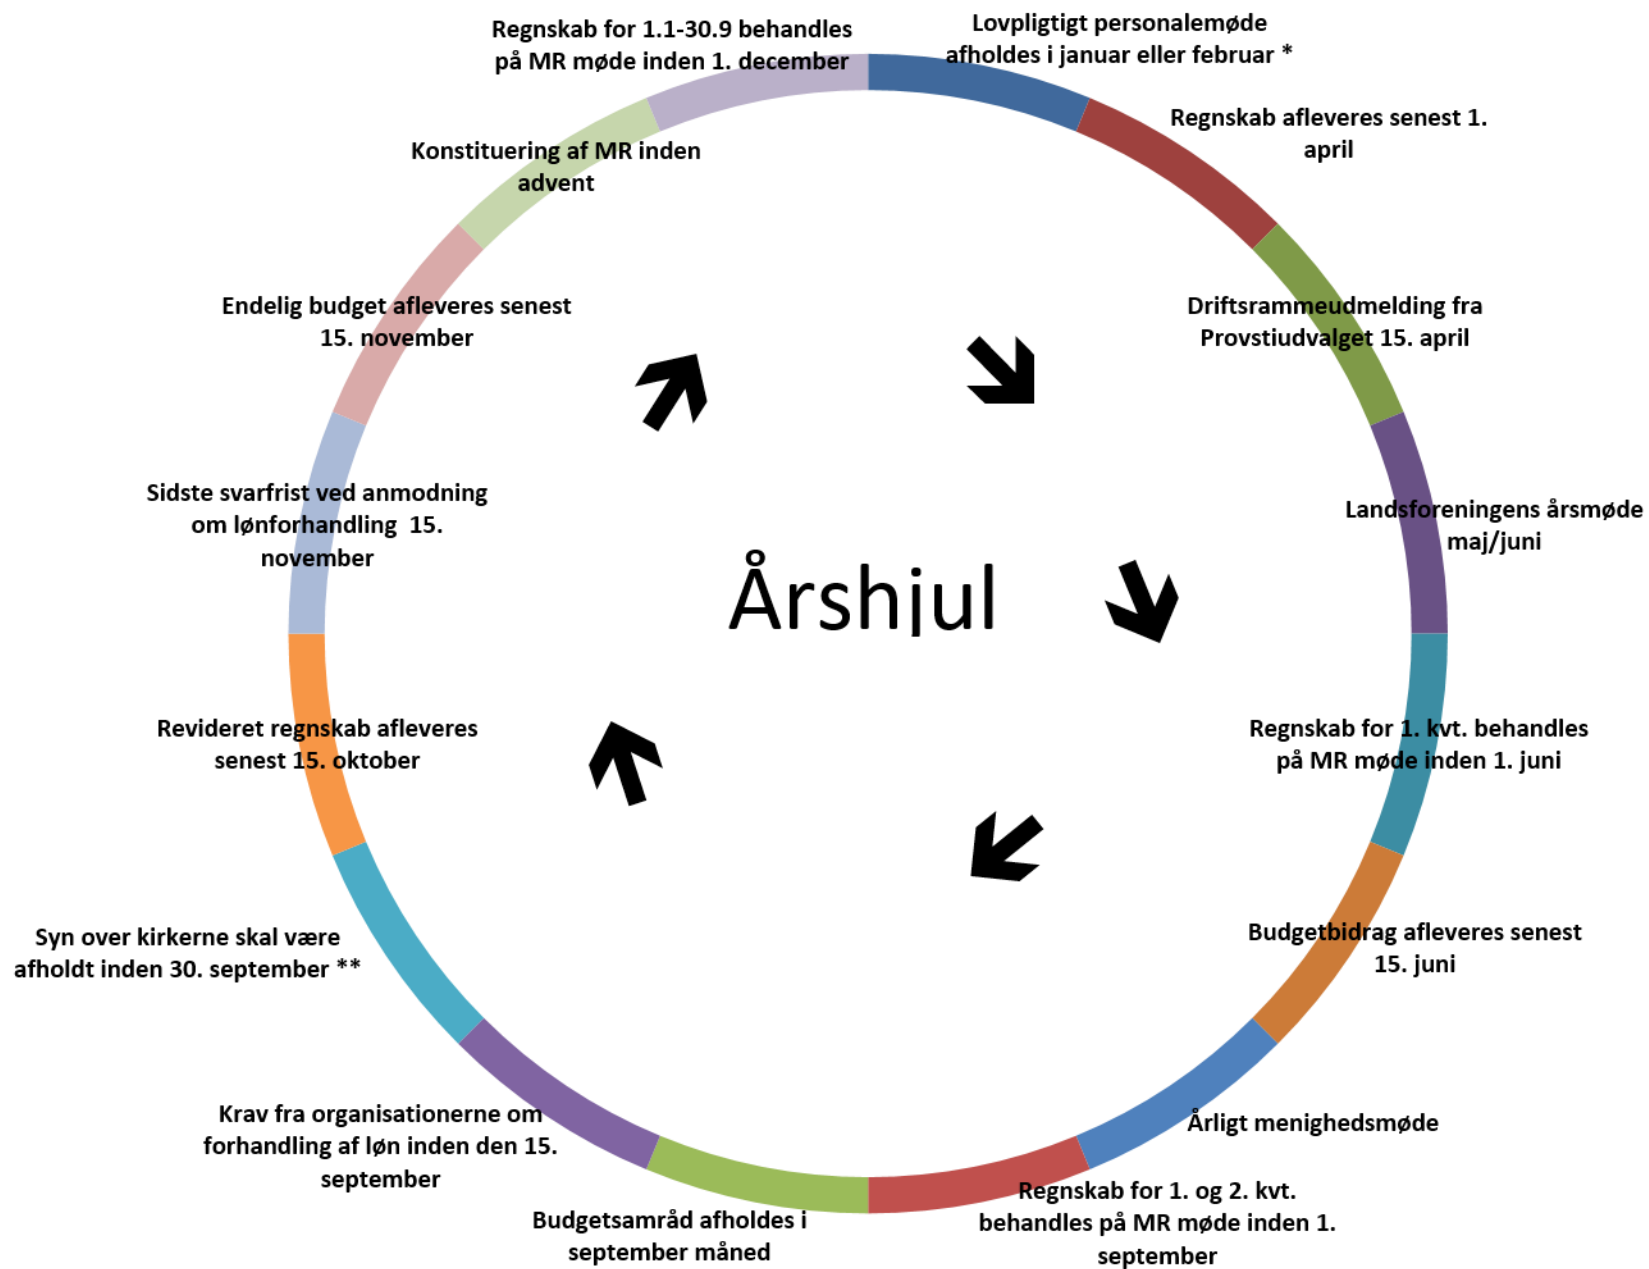 Lovpligtigt personalemøde
afholdes i januar eller februar *
Regnskab afleveres senest 1.
april
Driftsrammeudmelding fra
Provstiudvalget 15. april
Landsforeningens årsmøde
maj/juni
Regnskab for 1. kvt. behandles
på MR møde inden 1. juni
Budgetbidrag afleveres senest
15. juni
Årligt menighedsmøde
Regnskab for 1. og 2. kvt.
behandles på MR møde inden 1.
september
Budgetsamråd afholdes i
september måned
Krav fra organisationerne om
forhandling af løn inden den 15.
september
Syn over kirkerne skal være
afholdt inden 30. september **
Revideret regnskab afleveres
senest 15. oktober
Sidste svarfrist ved anmodning
om lønforhandling 15.
november
Endelig budget afleveres senest
15. november
Konstituering af MR inden
advent
Regnskab for 1.1-30.9 behandles
på MR møde inden 1. december
Årshjul